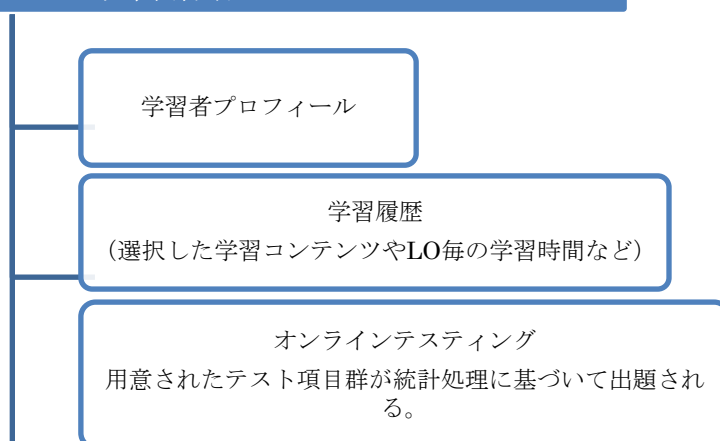 学習者プロフィール
学習履歴
（選択した学習コンテンツやLO毎の学習時間など）
オンラインテスティング
用意されたテスト項目群が統計処理に基づいて出題され
る。